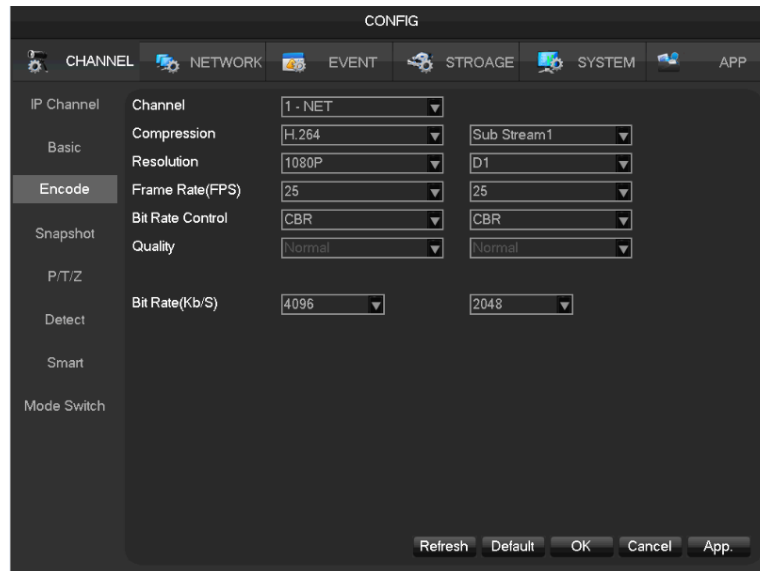 CONFIG
CHANNEL NETWORK EVENT STROAGE SYSTEM APP
IP Channel
Basic
Encode
Snapshot
P/T/Z
Detect
Smart
Mode Switch
Channel 1 - NET
Compression H.264 Sub Stream1
Resolution 1080P D1
Frame Rate(FPS) 25 25
Bit Rate Control CBR CBR
Quality Normal Normal
Bit Rate(Kb/S) 4096 2048
Refresh Default OK Cancel App.